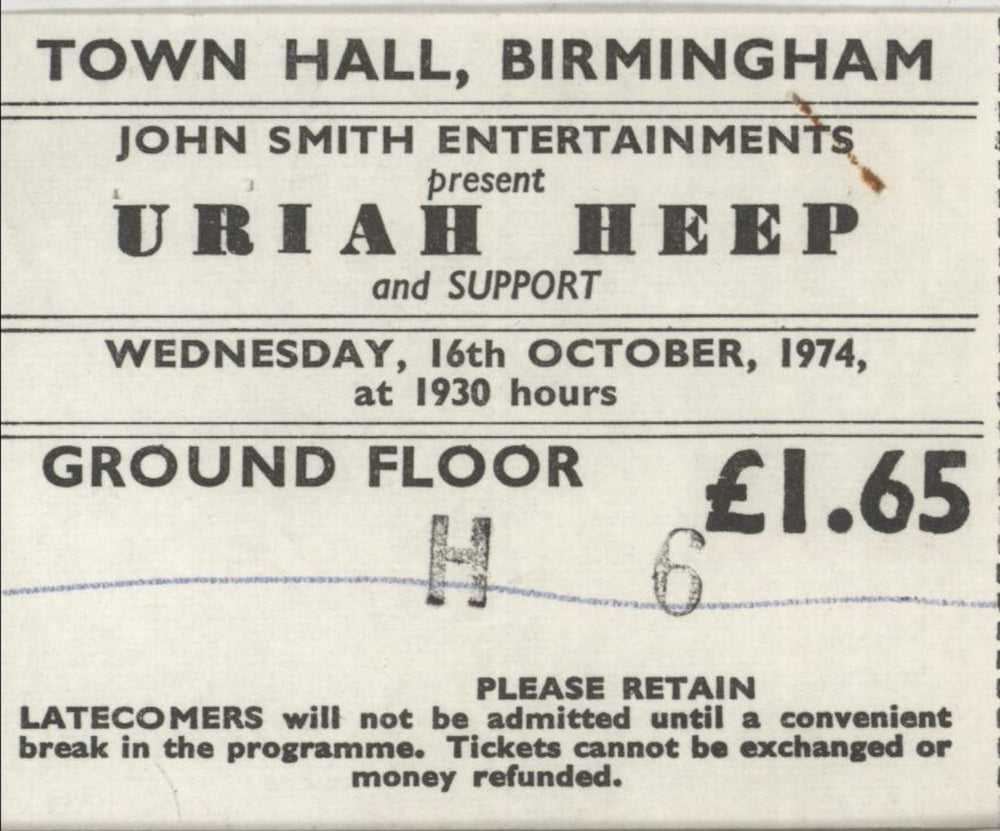 TOWN HALL, BIRMINGHAM
JOHN SMITH ENTERTAINMENTS
present
URIAH HEEP
and SUPPORT
WEDNESDAY, 16th OCTOBER, 1974,
at 1930 hours
GROUND FLOOR £1.65
H 6
PLEASE RETAIN
LATECOMERS will not be admitted until a convenient
break in the programme. Tickets cannot be exchanged or
money refunded.